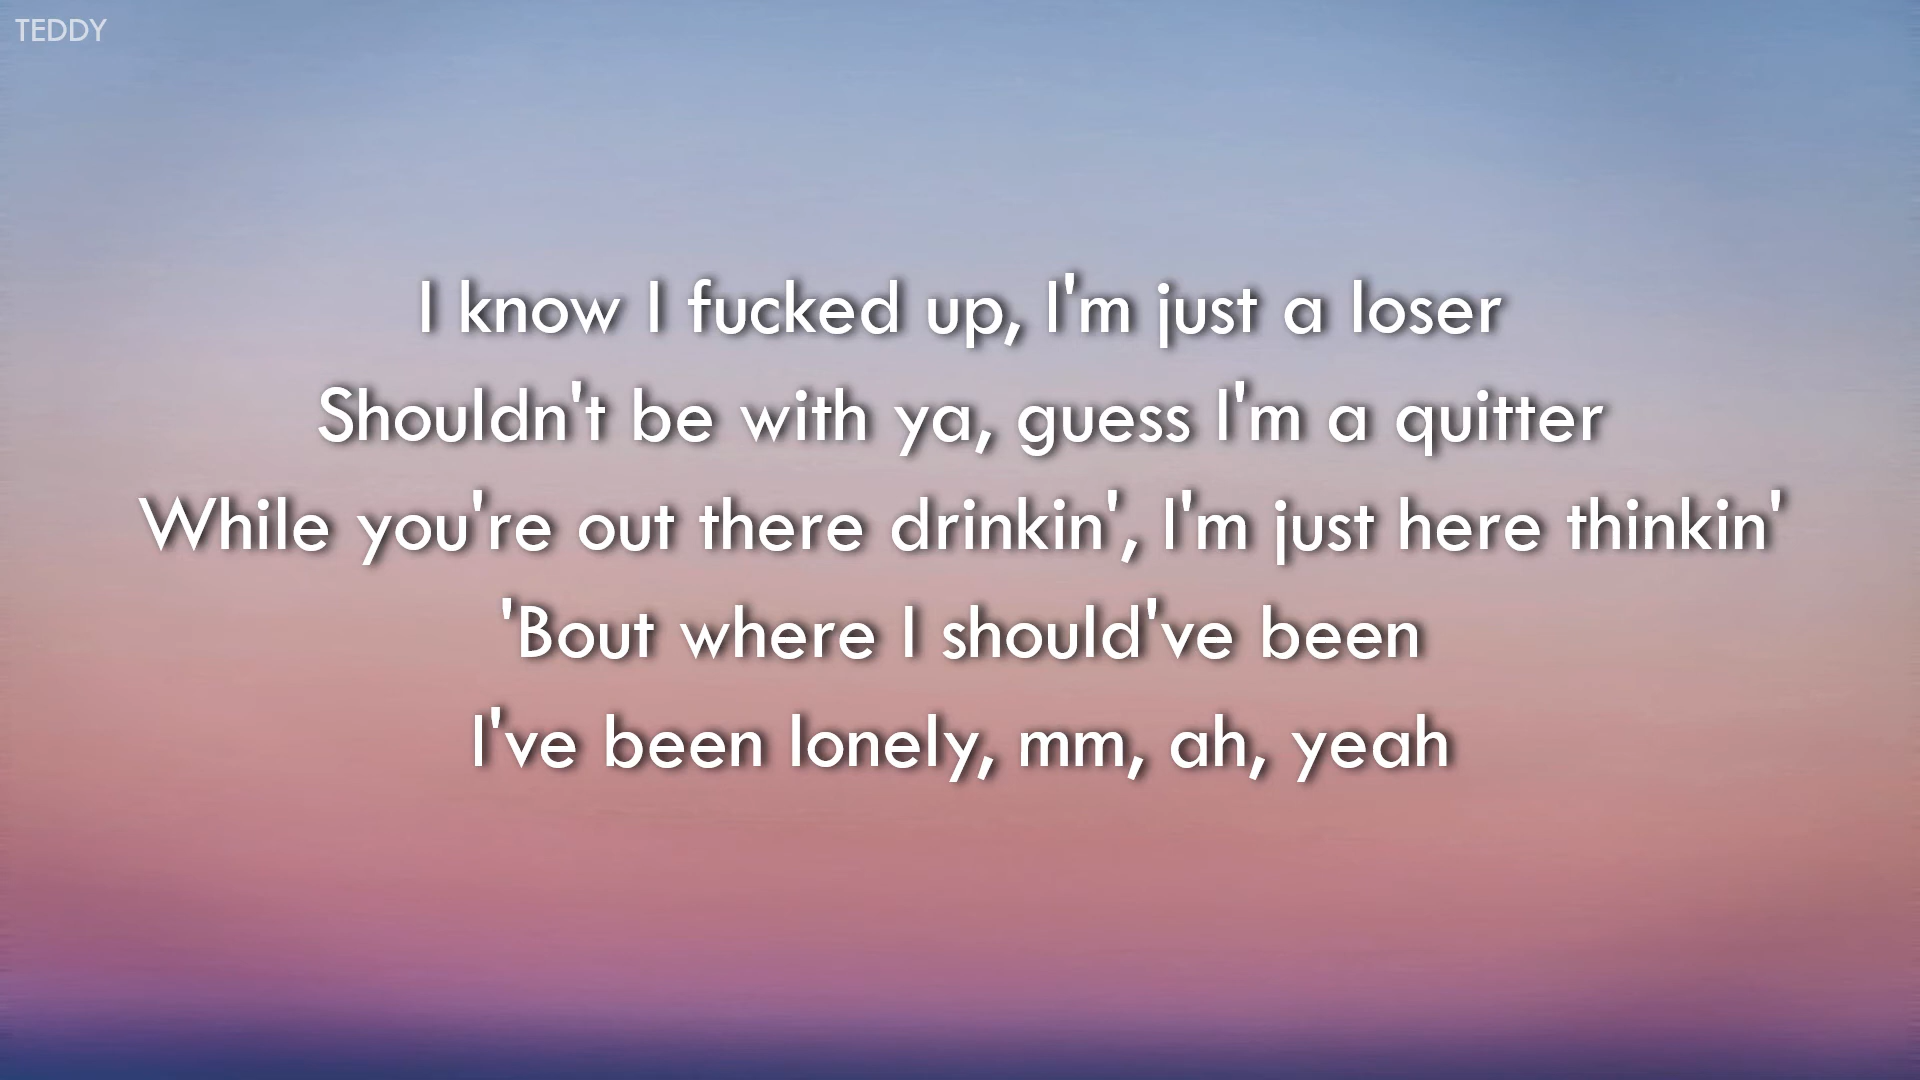 TEDDY
I know I fucked up, I'm just a loser
Shouldn't be with ya, guess I'm a quitter
While you're out there drinkin', I'm just here thinkin'
'Bout where I should've been
I've been lonely, mm, ah, yeah